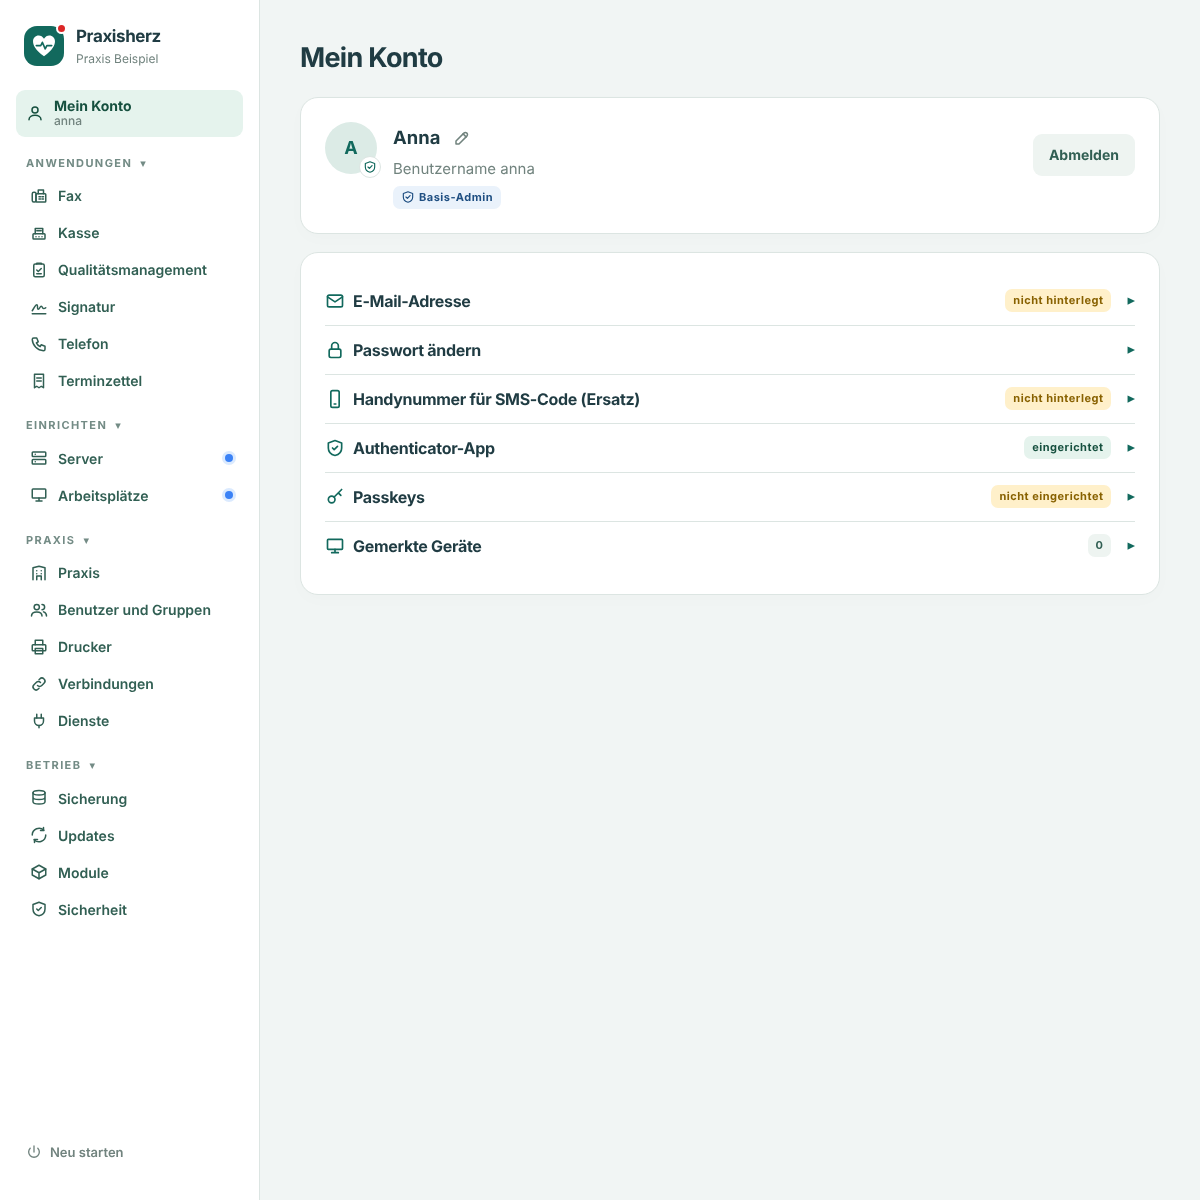 Praxisherz
Praxis Beispiel
Mein Konto
anna
ANWENDUNGEN ▾
Fax
Kasse
Qualitätsmanagement
Signatur
Telefon
Terminzettel
EINRICHTEN ▾
Server
Arbeitsplätze
PRAXIS ▾
Praxis
Benutzer und Gruppen
Drucker
Verbindungen
Dienste
BETRIEB ▾
Sicherung
Updates
Module
Sicherheit
Neu starten
Mein Konto
A
Anna
Benutzername anna
Basis-Admin
Abmelden
E-Mail-Adresse nicht hinterlegt ▸
Passwort ändern ▸
Handynummer für SMS-Code (Ersatz) nicht hinterlegt ▸
Authenticator-App eingerichtet ▸
Passkeys nicht eingerichtet ▸
Gemerkte Geräte 0 ▸